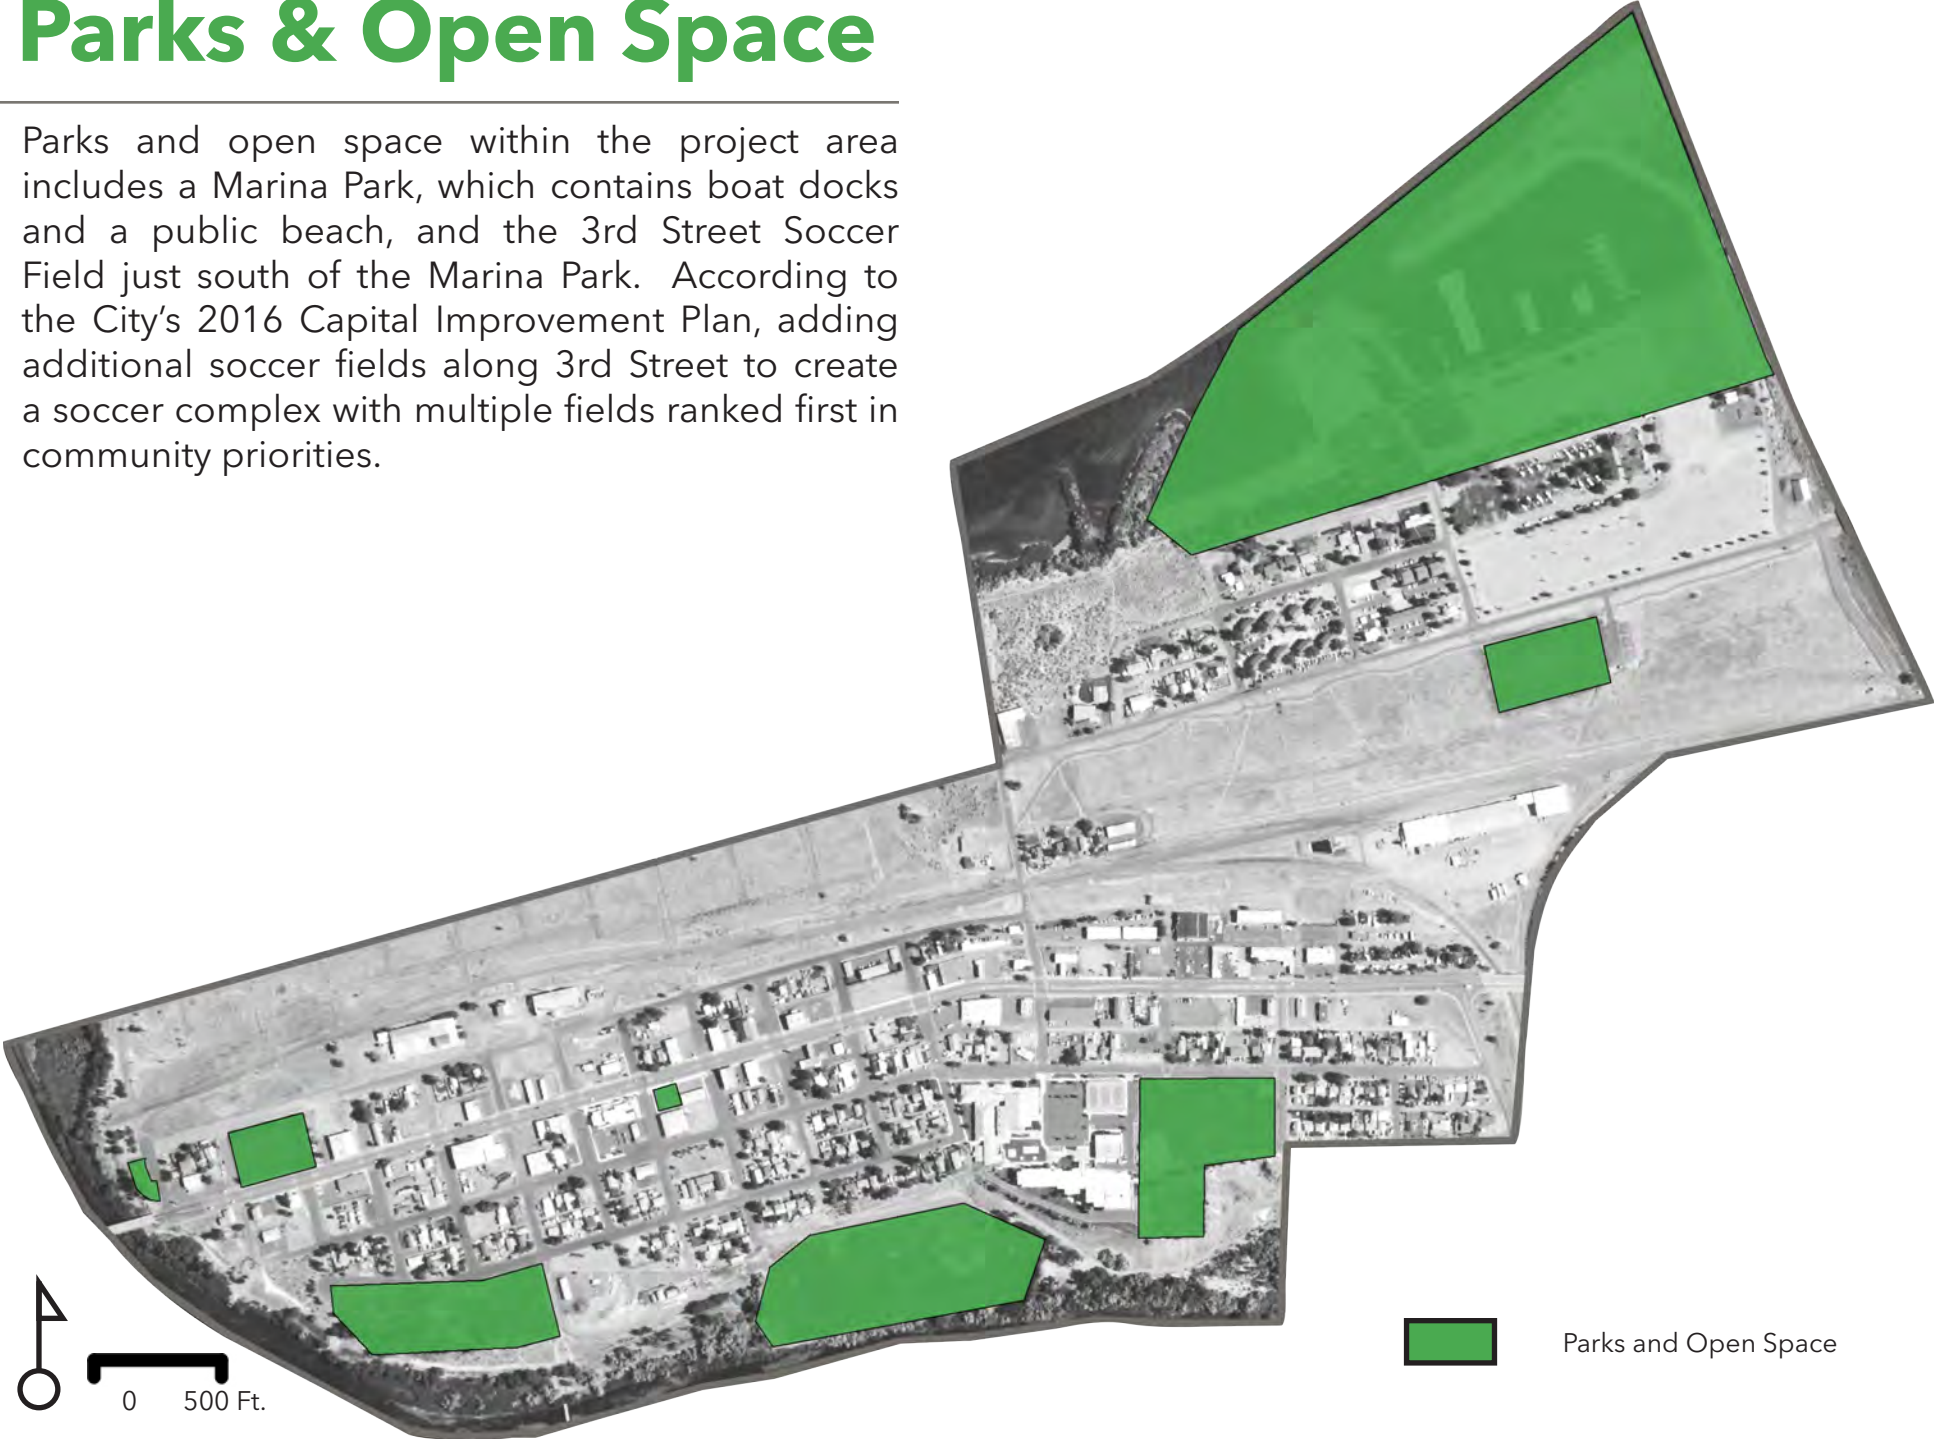 Parks & Open Space
Parks and open space within the project area
includes a Marina Park, which contains boat docks
and a public beach, and the 3rd Street Soccer
Field just south of the Marina Park.  According to
the City’s 2016 Capital Improvement Plan, adding
additional soccer fields along 3rd Street to create
a soccer complex with multiple fields ranked first in
community priorities.
0 500 Ft.
Parks and Open Space